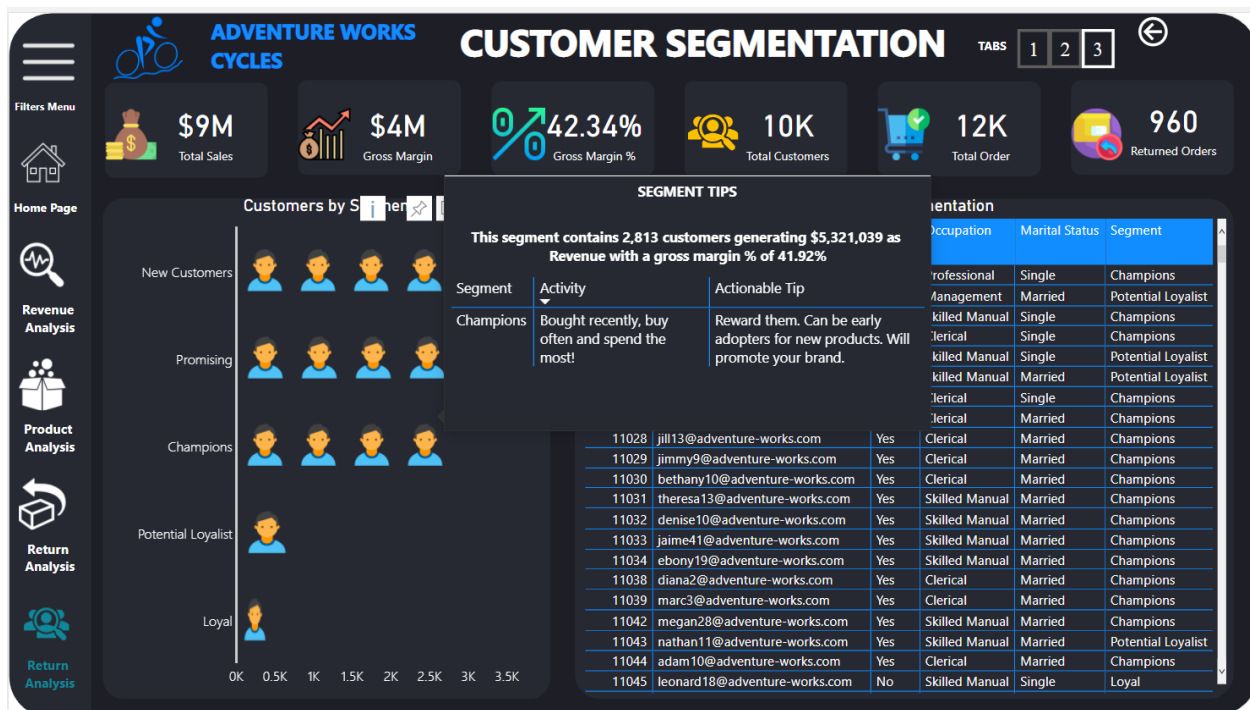 ADVENTURE WORKS
CYCLES
CUSTOMER SEGMENTATION
TABS
1
2
3
Filters Menu
Home Page
Revenue
Analysis
Product
Analysis
Return
Analysis
Return
Analysis
$9M
Total Sales
$4M
Gross Margin
42.34%
Gross Margin %
10K
Total Customers
12K
Total Order
960
Returned Orders
Customers by S
New Customers
Promising
Champions
Potential Loyalist
Loyal
0K 0.5K 1K 1.5K 2K 2.5K 3K 3.5K
SEGMENT TIPS
This segment contains 2,813 customers generating $5,321,039 as
Revenue with a gross margin % of 41.92%
Segment Activity Actionable Tip
Champions Bought recently, buy often and spend the most! Reward them. Can be early adopters for new products. Will promote your brand.
mentation
Occupation Marital Status Segment
Professional Single Champions
Management Married Potential Loyalist
Skilled Manual Single Champions
Clerical Single Champions
Skilled Manual Single Potential Loyalist
Skilled Manual Married Potential Loyalist
Clerical Single Champions
Clerical Married Champions
11028 jill13@adventure-works.com Yes Clerical Married Champions
11029 jimmy9@adventure-works.com Yes Clerical Married Champions
11030 bethany10@adventure-works.com Yes Clerical Married Champions
11031 theresa13@adventure-works.com Yes Skilled Manual Married Champions
11032 denise10@adventure-works.com Yes Skilled Manual Married Champions
11033 jaime41@adventure-works.com Yes Skilled Manual Married Champions
11034 ebony19@adventure-works.com Yes Skilled Manual Married Champions
11038 diana2@adventure-works.com Yes Clerical Married Champions
11039 marc3@adventure-works.com Yes Clerical Married Champions
11042 megan28@adventure-works.com Yes Skilled Manual Married Champions
11043 nathan11@adventure-works.com Yes Skilled Manual Married Potential Loyalist
11044 adam10@adventure-works.com Yes Clerical Married Champions
11045 leonard18@adventure-works.com No Skilled Manual Single Loyal